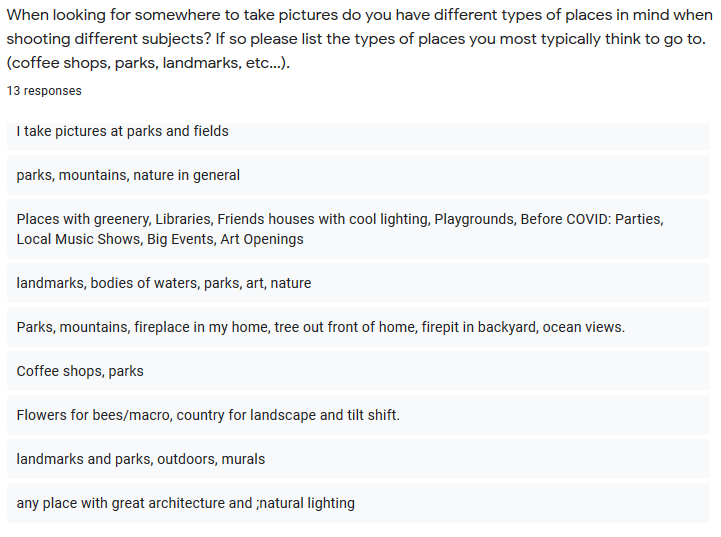 When looking for somewhere to take pictures do you have different types of places in mind when
shooting different subjects? If so please list the types of places you most typically think to go to.
(coffee shops, parks, landmarks, etc...).
13 responses
I take pictures at parks and fields
parks, mountains, nature in general
Places with greenery, Libraries, Friends houses with cool lighting, Playgrounds, Before COVID: Parties,
Local Music Shows, Big Events, Art Openings
landmarks, bodies of waters, parks, art, nature
Parks, mountains, fireplace in my home, tree out front of home, firepit in backyard, ocean views.
Coffee shops, parks
Flowers for bees/macro, country for landscape and tilt shift.
landmarks and parks, outdoors, murals
any place with great architecture and ;natural lighting